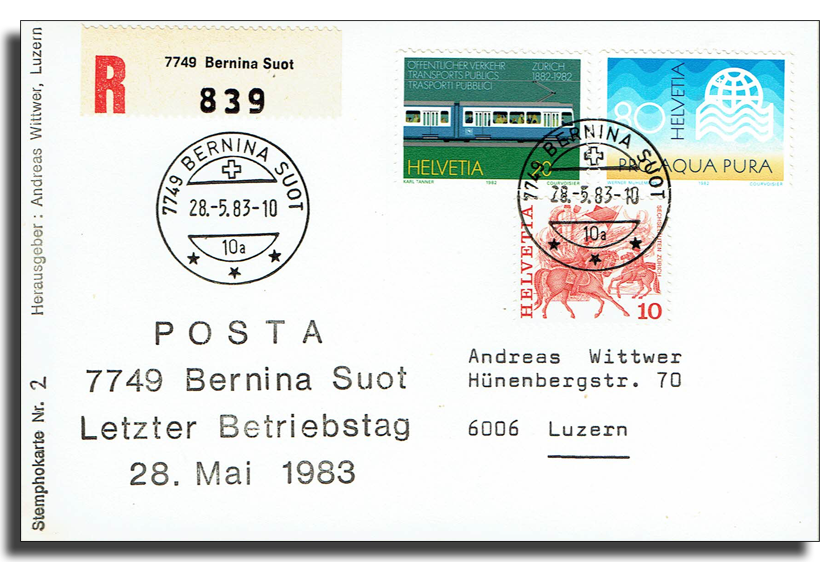 Stemphokarte Nr. 2 Herausgeber : Andreas Wittwer, Luzern
R
7749 Bernina Suot
839
7749 BERNINA SUOT
28.-5.83-10
10a
ÖFFENTLICHER VERKEHR ZÜRICH
TRANSPORTS PUBLICS 1882-1982
TRASPORTI PUBBLICI
HELVETIA 20
KARL TANNER 1982 COURVOISIER
80
HELVETIA
PRO AQUA PURA
1982 COURVOISIER
7749 BERNINA SUOT
28.-5.83-10
10a
HELVETIA
SECHSELÄUTEN ZÜRICH
10
POSTA
7749 Bernina Suot
Letzter Betriebstag
28. Mai 1983
Andreas Wittwer
Hünenbergstr. 70
6006 Luzern